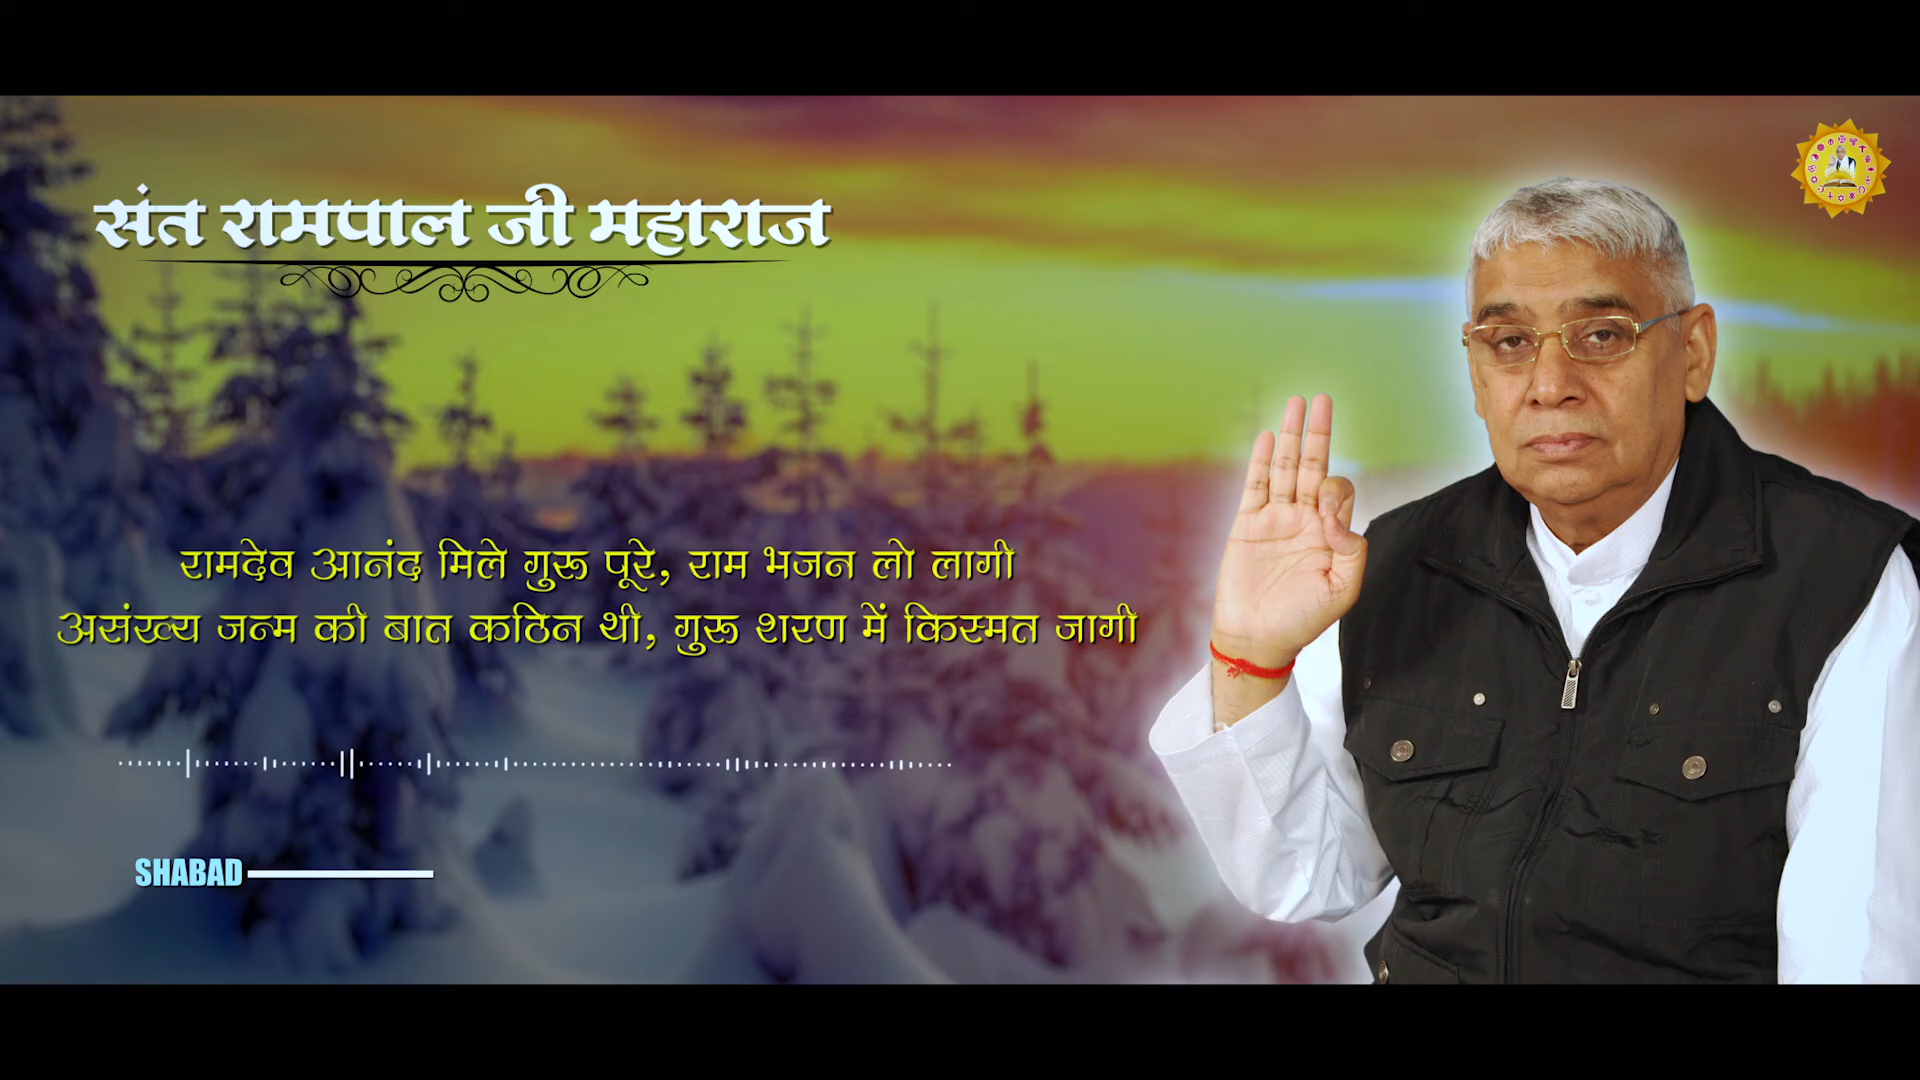 संत रामपाल जी महाराज
रामदेव आनंद मिले गुरू पूरे, राम भजन लो लागी
असंख्य जन्म की बात कठिन थी, गुरू शरण में किस्मत जागी
SHABAD